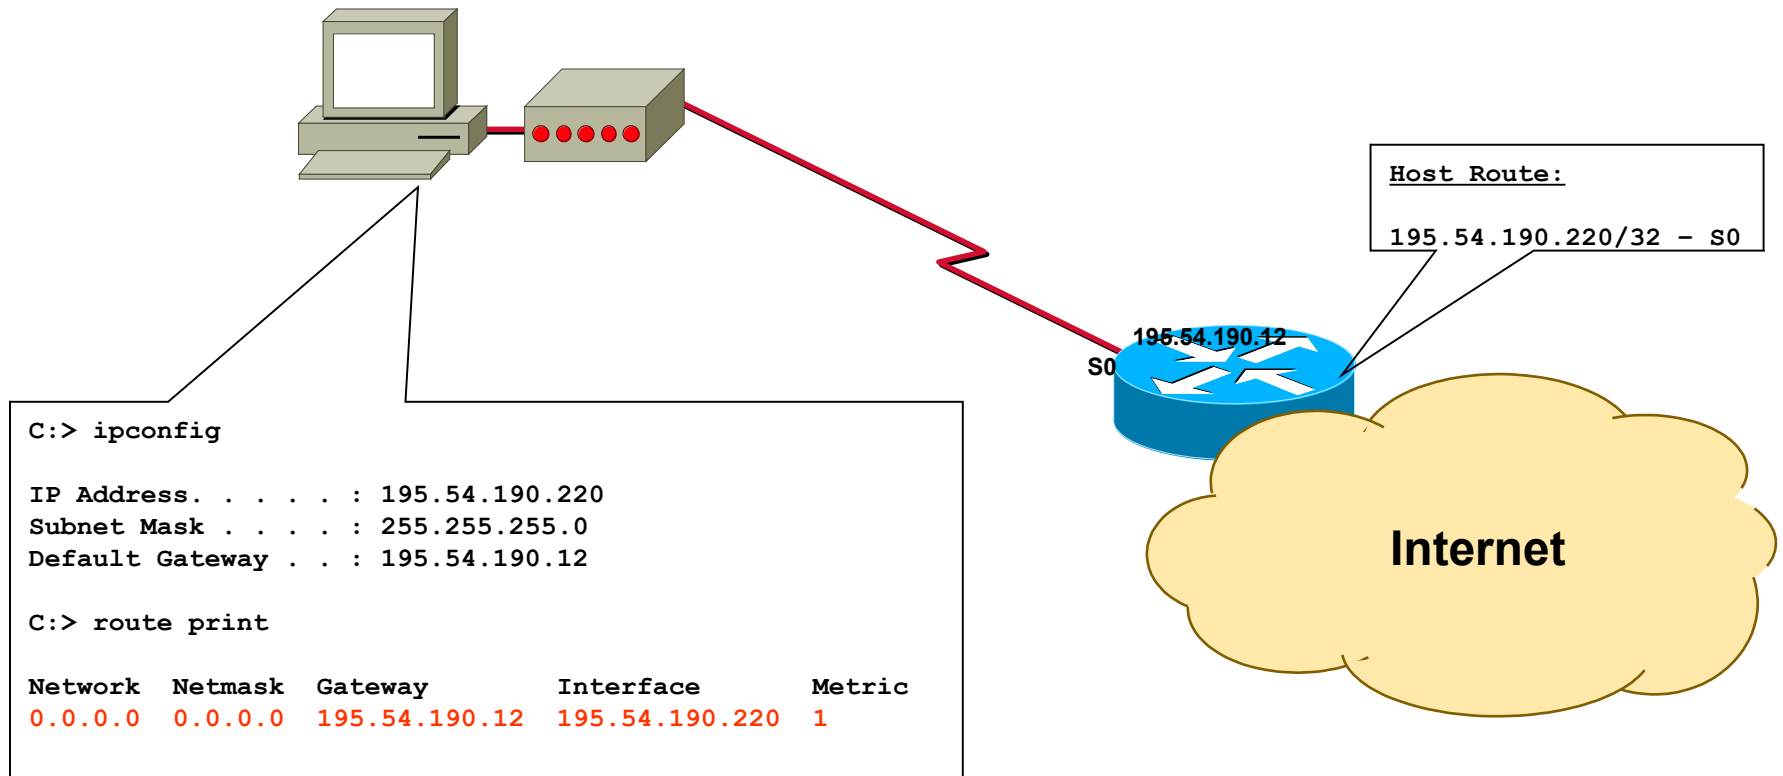 Host Route:
195.54.190.220/32 – S0
195.54.190.12
S0
C:> ipconfig
IP Address. . . . . : 195.54.190.220
Subnet Mask . . . . : 255.255.255.0
Default Gateway . . : 195.54.190.12
C:> route print
Network Netmask Gateway Interface Metric
0.0.0.0 0.0.0.0 195.54.190.12 195.54.190.220 1
Internet